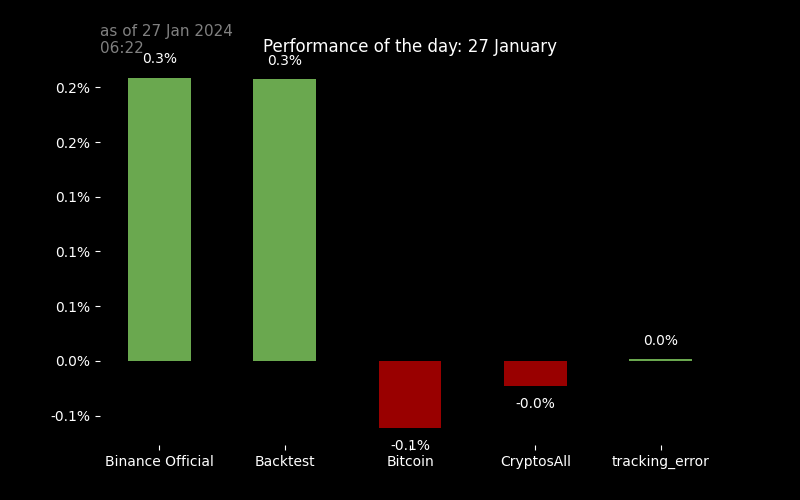 as of 27 Jan 2024
06:22
Performance of the day: 27 January
0.3%
0.3%
0.2%
0.2%
0.1%
0.1%
0.1%
0.0%
-0.1%
0.0%
-0.0%
-0.1%
Binance Official
Backtest
Bitcoin
CryptosAll
tracking_error